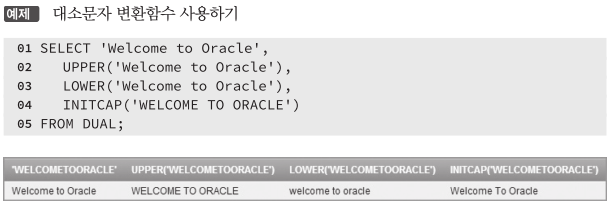 예제 대소문자 변환함수 사용하기
01 SELECT 'Welcome to Oracle',
02 UPPER('Welcome to Oracle'),
03 LOWER('Welcome to Oracle'),
04 INITCAP('WELCOME TO ORACLE')
05 FROM DUAL;
'WELCOMETOORACLE' UPPER('WELCOMETOORACLE') LOWER('WELCOMETOORACLE') INITCAP('WELCOMETOORACLE')
Welcome to Oracle WELCOME TO ORACLE welcome to oracle Welcome To Oracle